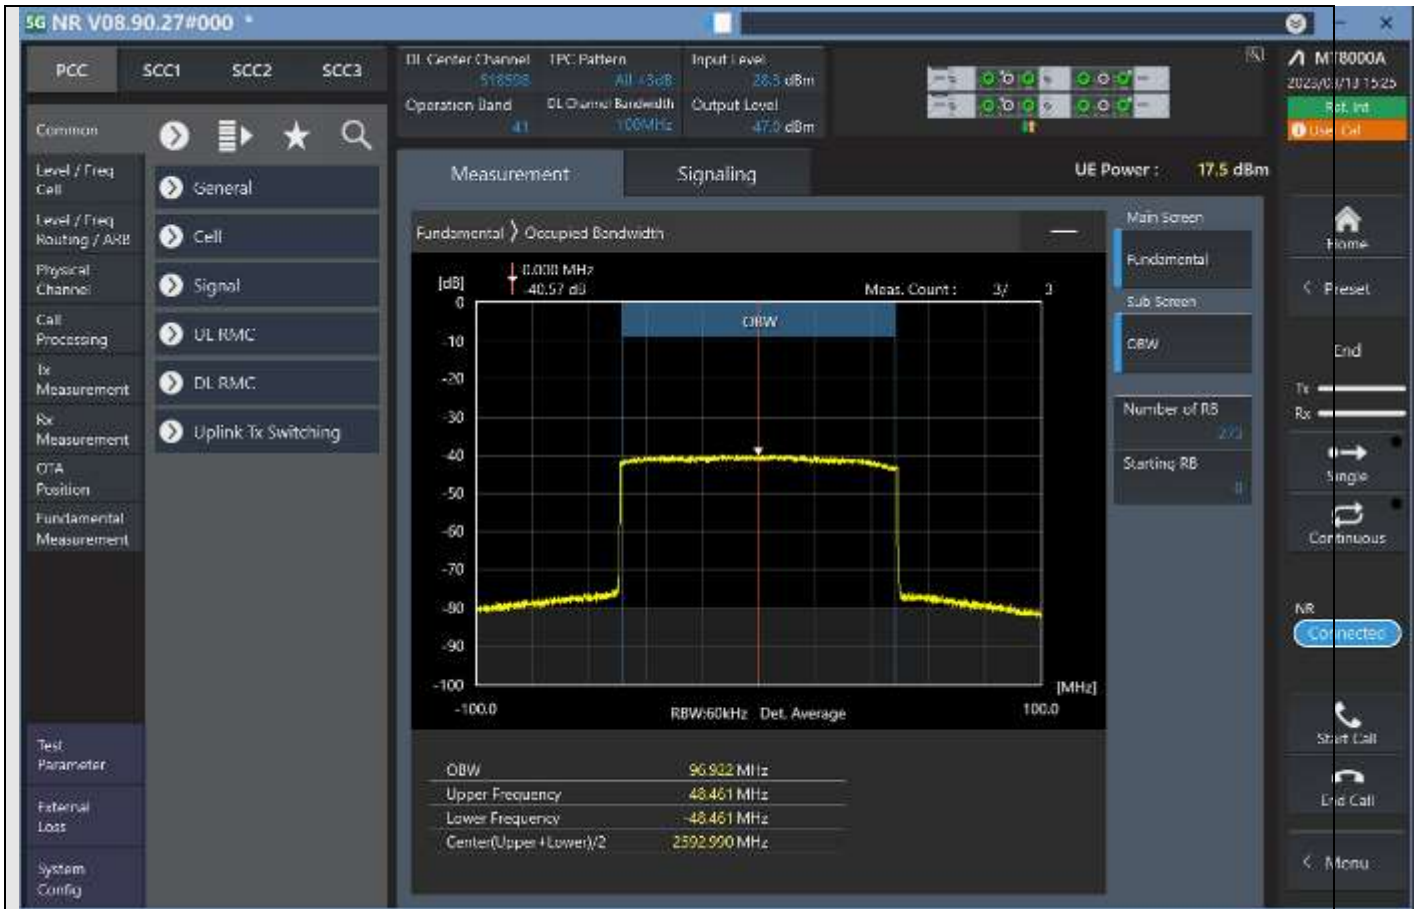 5G NR V08.90.27#000 *
PCC SCC1 SCC2 SCC3
DL Center Channel 518598
TPC Pattern All +3dB
Input Level 28.3 dBm
Operation Band 41
DL Channel Bandwidth 100MHz
Output Level 47.0 dBm
MT8000A
15:25
Ref. Int
User Cal
Common
Level / Freq
Cell
Level / Freq
Routing / ARB
Physical
Channel
Call
Processing
Tx
Measurement
Rx
Measurement
OTA
Position
Fundamental
Measurement
Test
Parameter
External
Loss
System
Config
General
Cell
Signal
UL RMC
DL RMC
Uplink Tx Switching
Measurement Signaling
UE Power : 17.5 dBm
Fundamental Occupied Bandwidth
0.000 MHz
-40.57 dB
Meas. Count : 3/ 3
[dB]
OBW
0
-10
-20
-30
-40
-50
-60
-70
-80
-90
-100
[MHz]
-100.0 RBW:60kHz Det. Average 100.0
OBW 96.922 MHz
Upper Frequency 48.461 MHz
Lower Frequency -48.461 MHz
Center(Upper+Lower)/2 2592.990 MHz
Main Screen
Fundamental
Sub Screen
OBW
Number of RB
273
Starting RB
0
Home
Preset
End
Tx
Rx
Single
Continuous
NR
Connected
Start Call
End Call
Menu